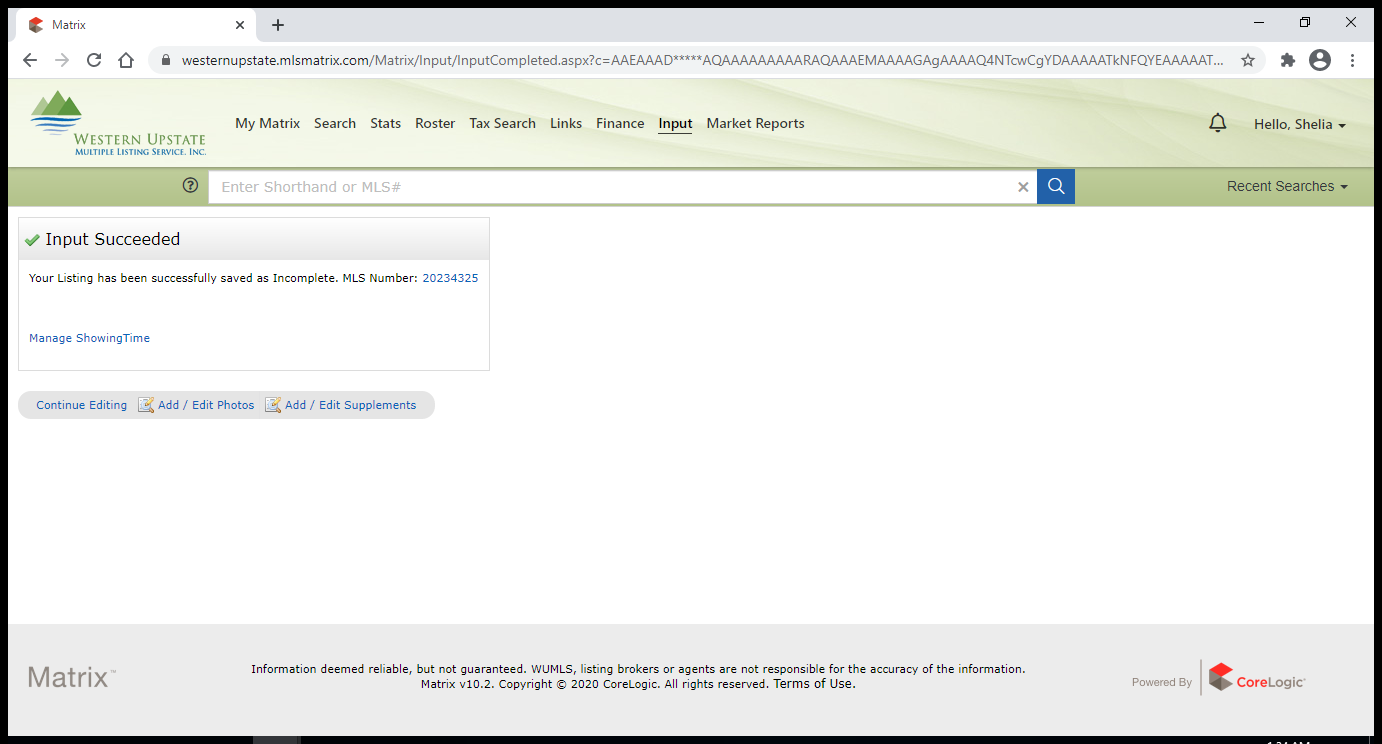 Matrix
westernupstate.mlsmatrix.com/Matrix/Input/InputCompleted.aspx?c=AAEAAAD*****AQAAAAAAAAARAQAAAEMAAAAGAgAAAAQ4NTcwCgYDAAAAATkNFQYEAAAAAT...
WESTERN UPSTATE
MULTIPLE LISTING SERVICE, INC.
My Matrix Search Stats Roster Tax Search Links Finance Input Market Reports
Hello, Shelia
Enter Shorthand or MLS#
Recent Searches
Input Succeeded
Your Listing has been successfully saved as Incomplete. MLS Number: 20234325
Manage ShowingTime
Continue Editing Add / Edit Photos Add / Edit Supplements
Matrix™
Information deemed reliable, but not guaranteed. WUMLS, listing brokers or agents are not responsible for the accuracy of the information.
Matrix v10.2. Copyright © 2020 CoreLogic. All rights reserved. Terms of Use.
Powered By CoreLogic